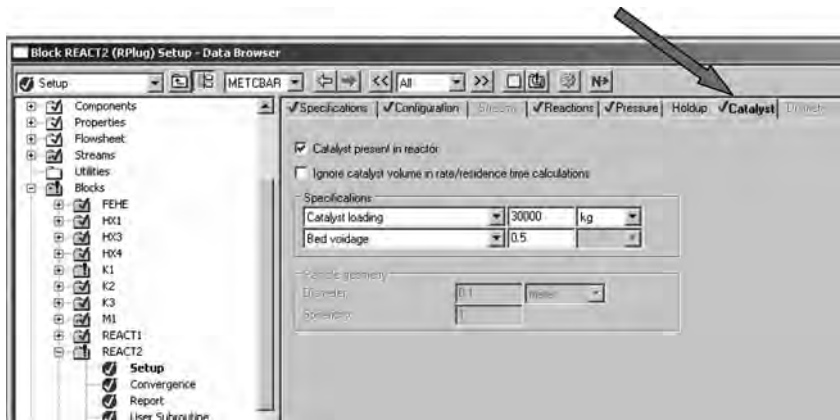 Block REACT2 (RPlug) Setup - Data Browser
Setup METCBAR All N>
Specifications Configuration Streams Reactions Pressure Holdup Catalyst Diameter
Components
Properties
Flowsheet
Streams
Utilities
Blocks
FEHE
HX1
HX3
HX4
K1
K2
K3
M1
REACT1
REACT2
Setup
Convergence
Report
User Subroutine
Catalyst present in reactor
Ignore catalyst volume in rate/residence time calculations
Specifications
Catalyst loading 30000 kg
Bed voidage 0.5
Particle geometry
Diameter: 0.1 meter
Sphericity: 1